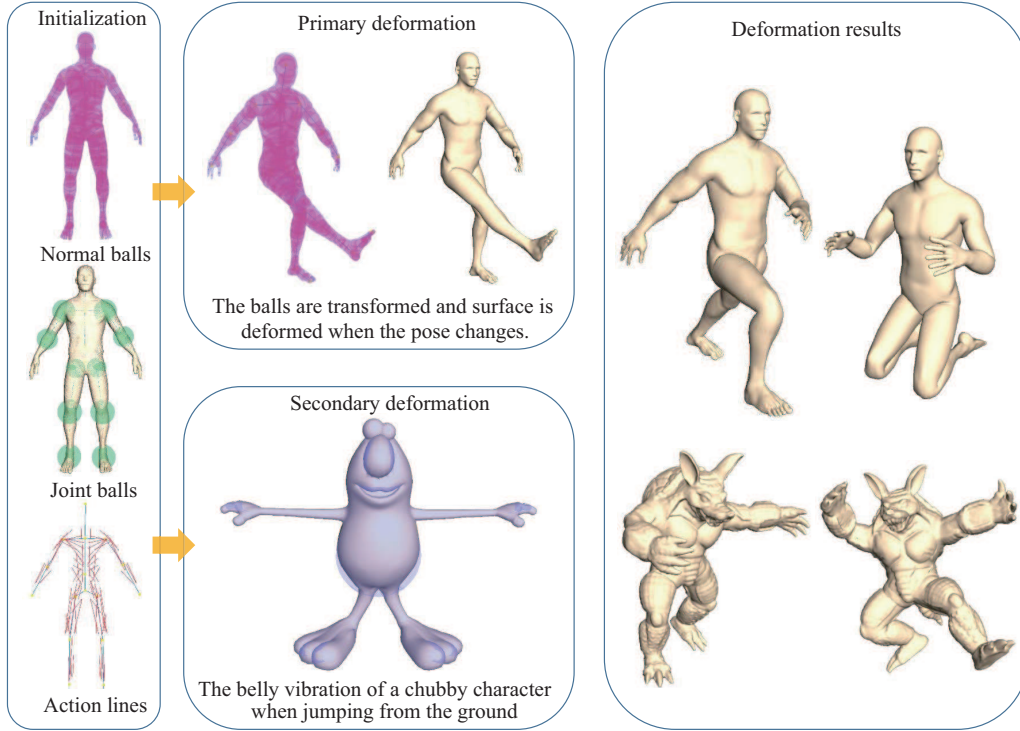 Initialization
Normal balls
Joint balls
Action lines
Primary deformation
The balls are transformed and surface is
deformed when the pose changes.
Secondary deformation
The belly vibration of a chubby character
when jumping from the ground
Deformation results